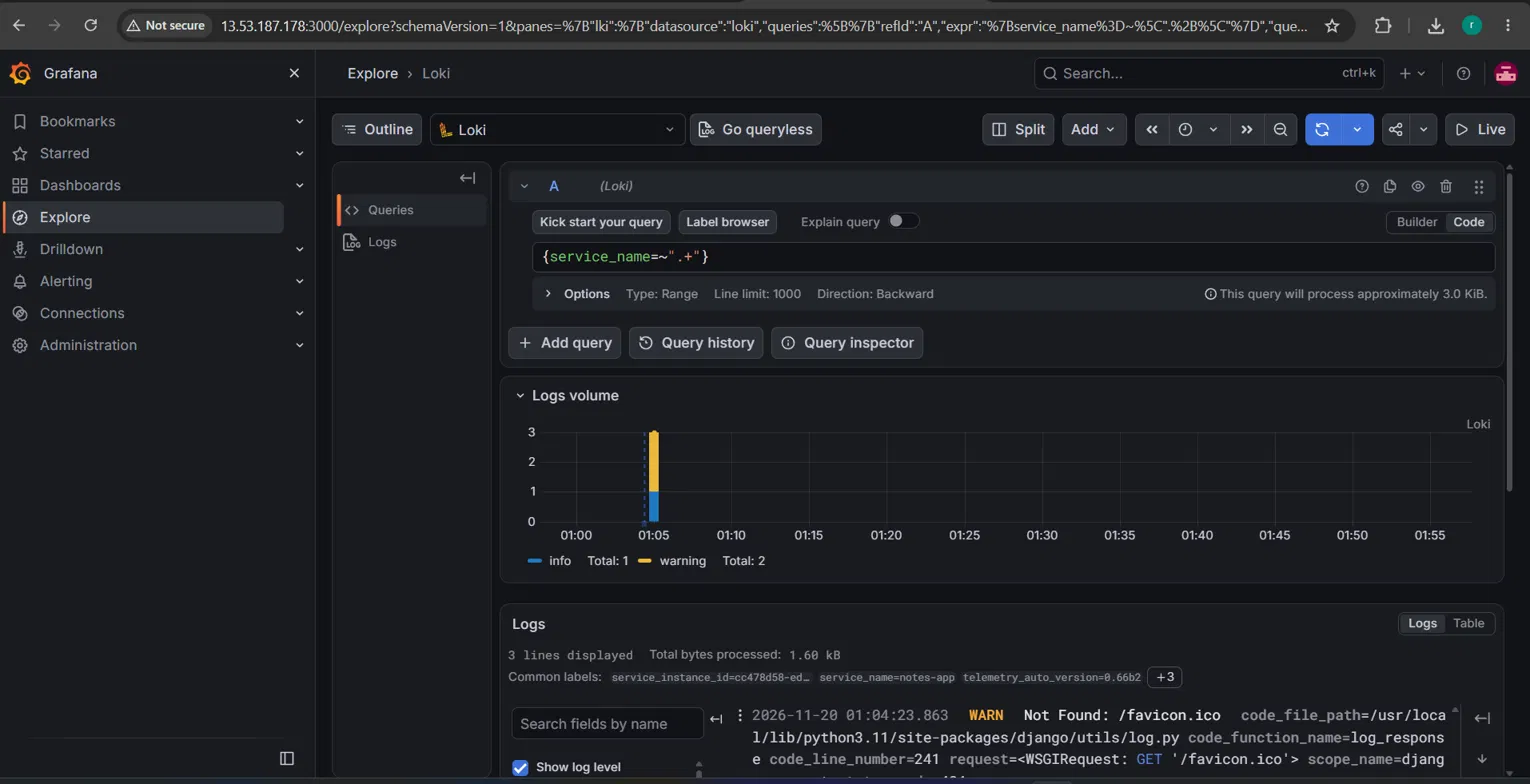 Not secure 13.53.187.178:3000/explore?schemaVersion=1&panes=%7B"lki":%7B"datasource":"loki","queries":%5B%7B"refId":"A","expr":"%7Bservice_name%3D~%5C".%2B%5C"%7D","que...
r
Grafana
Explore › Loki
Search... ctrl+k
Bookmarks
Starred
Dashboards
Explore
Drilldown
Alerting
Connections
Administration
Outline Loki Go queryless Split Add Live
Queries
Logs
A (Loki)
Kick start your query Label browser Explain query Builder Code
{service_name=~".+"}
Options Type: Range Line limit: 1000 Direction: Backward This query will process approximately 3.0 KiB.
+ Add query Query history Query inspector
Logs volume
Loki
3
2
1
0
01:00 01:05 01:10 01:15 01:20 01:25 01:30 01:35 01:40 01:45 01:50 01:55
info Total: 1 warning Total: 2
Logs
Logs Table
3 lines displayed Total bytes processed: 1.60 kB
Common labels: service_instance_id=cc478d58-ed… service_name=notes-app telemetry_auto_version=0.66b2 +3
Search fields by name
Show log level
2026-11-20 01:04:23.863 WARN Not Found: /favicon.ico code_file_path=/usr/loca
l/lib/python3.11/site-packages/django/utils/log.py code_function_name=log_respons
e code_line_number=241 request=<WSGIRequest: GET '/favicon.ico'> scope_name=djang